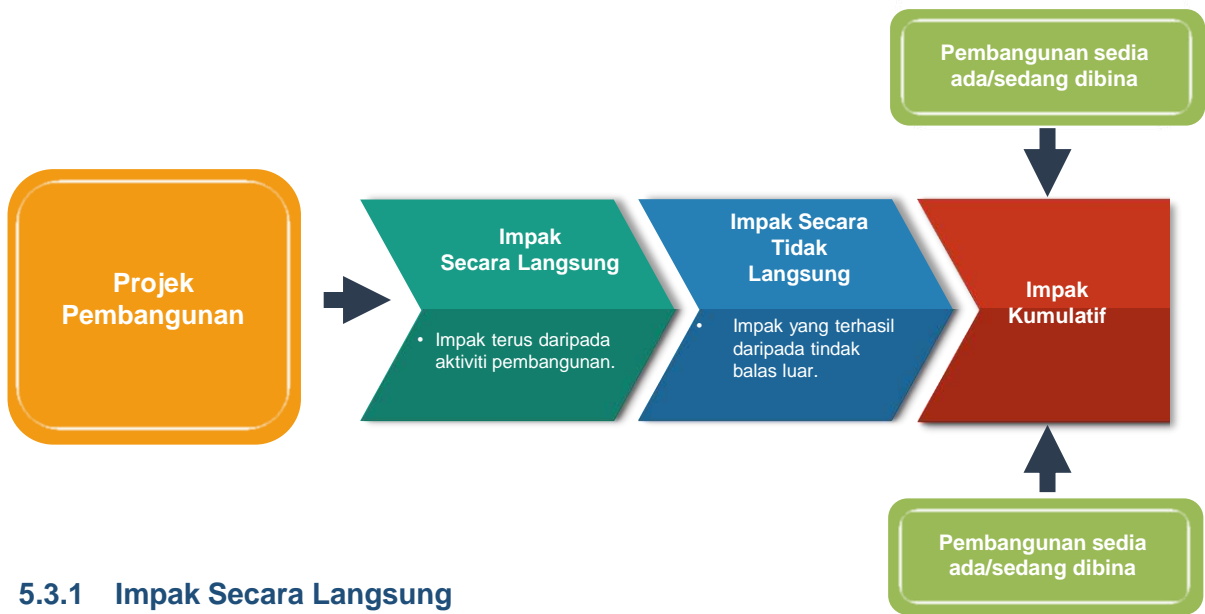 Pembangunan sedia
ada/sedang dibina
Projek
Pembangunan
Impak
Secara Langsung
• Impak terus daripada
aktiviti pembangunan.
Impak Secara
Tidak
Langsung
• Impak yang terhasil
daripada tindak
balas luar.
Impak
Kumulatif
Pembangunan sedia
ada/sedang dibina
5.3.1 Impak Secara Langsung